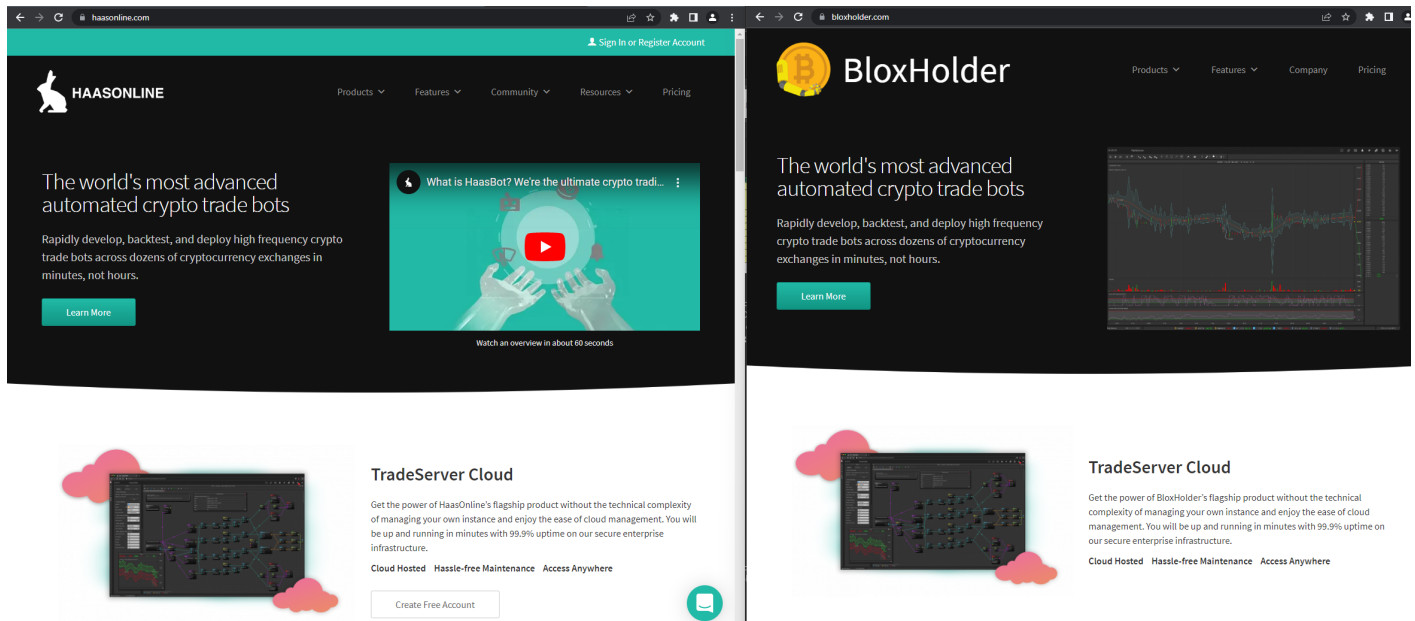 haasonline.com
Sign In or Register Account
HAASONLINE
Products
Features
Community
Resources
Pricing
The world's most advanced
automated crypto trade bots
Rapidly develop, backtest, and deploy high frequency crypto
trade bots across dozens of cryptocurrency exchanges in
minutes, not hours.
Learn More
What is HaasBot? We're the ultimate crypto tradi...
Watch an overview in about 60 seconds
TradeServer Cloud
Get the power of HaasOnline's flagship product without the technical complexity
of managing your own instance and enjoy the ease of cloud management. You will
be up and running in minutes with 99.9% uptime on our secure enterprise
infrastructure.
Cloud Hosted Hassle-free Maintenance Access Anywhere
Create Free Account
bloxholder.com
BloxHolder
Products
Features
Company
Pricing
The world's most advanced
automated crypto trade bots
Rapidly develop, backtest, and deploy high frequency
crypto trade bots across dozens of cryptocurrency
exchanges in minutes, not hours.
Learn More
TradeServer Cloud
Get the power of BloxHolder's flagship product without the technical
complexity of managing your own instance and enjoy the ease of cloud
management. You will be up and running in minutes with 99.9% uptime on
our secure enterprise infrastructure.
Cloud Hosted Hassle-free Maintenance Access Anywhere